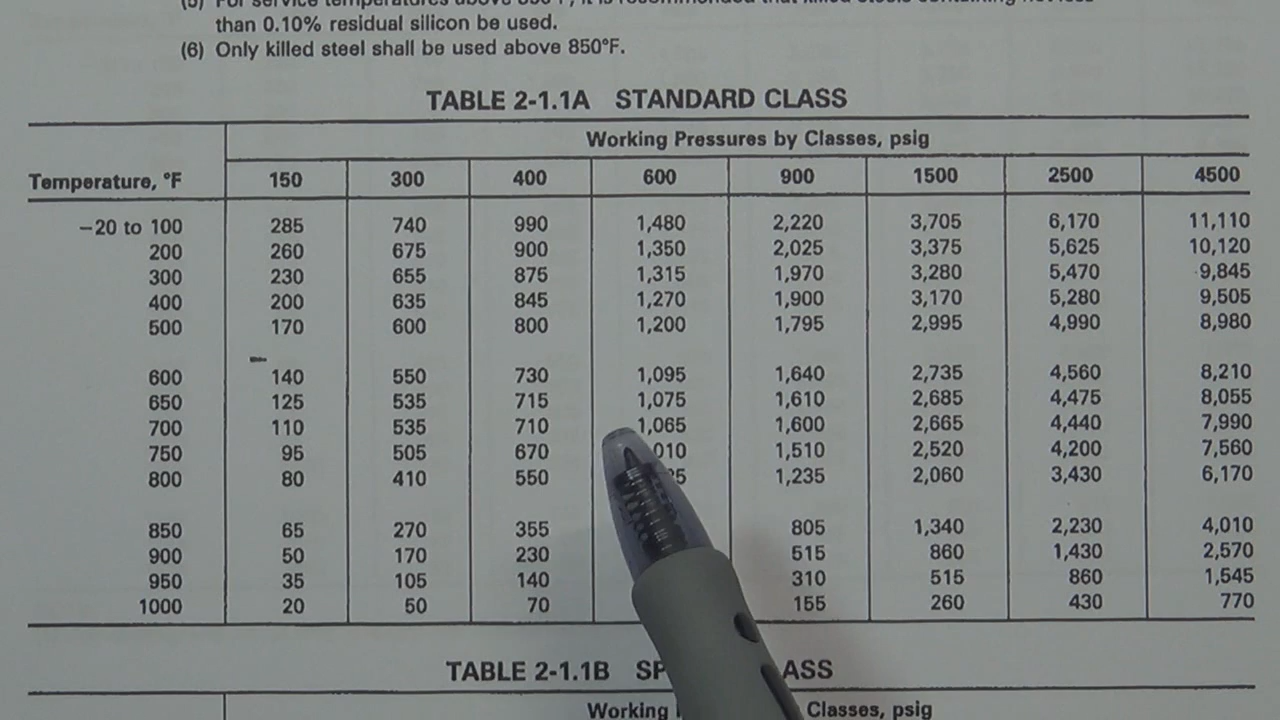 than 0.10% residual silicon be used.
(6) Only killed steel shall be used above 850°F.
TABLE 2-1.1A STANDARD CLASS
Working Pressures by Classes, psig
Temperature, °F 150 300 400 600 900 1500 2500 4500
−20 to 100 285 740 990 1,480 2,220 3,705 6,170 11,110
200 260 675 900 1,350 2,025 3,375 5,625 10,120
300 230 655 875 1,315 1,970 3,280 5,470 9,845
400 200 635 845 1,270 1,900 3,170 5,280 9,505
500 170 600 800 1,200 1,795 2,995 4,990 8,980
600 140 550 730 1,095 1,640 2,735 4,560 8,210
650 125 535 715 1,075 1,610 2,685 4,475 8,055
700 110 535 710 1,065 1,600 2,665 4,440 7,990
750 95 505 670 010 1,510 2,520 4,200 7,560
800 80 410 550 1,235 2,060 3,430 6,170
850 65 270 355 805 1,340 2,230 4,010
900 50 170 230 515 860 1,430 2,570
950 35 105 140 310 515 860 1,545
1000 20 50 70 155 260 430 770
TABLE 2-1.1B SP ASS
Working Classes, psig